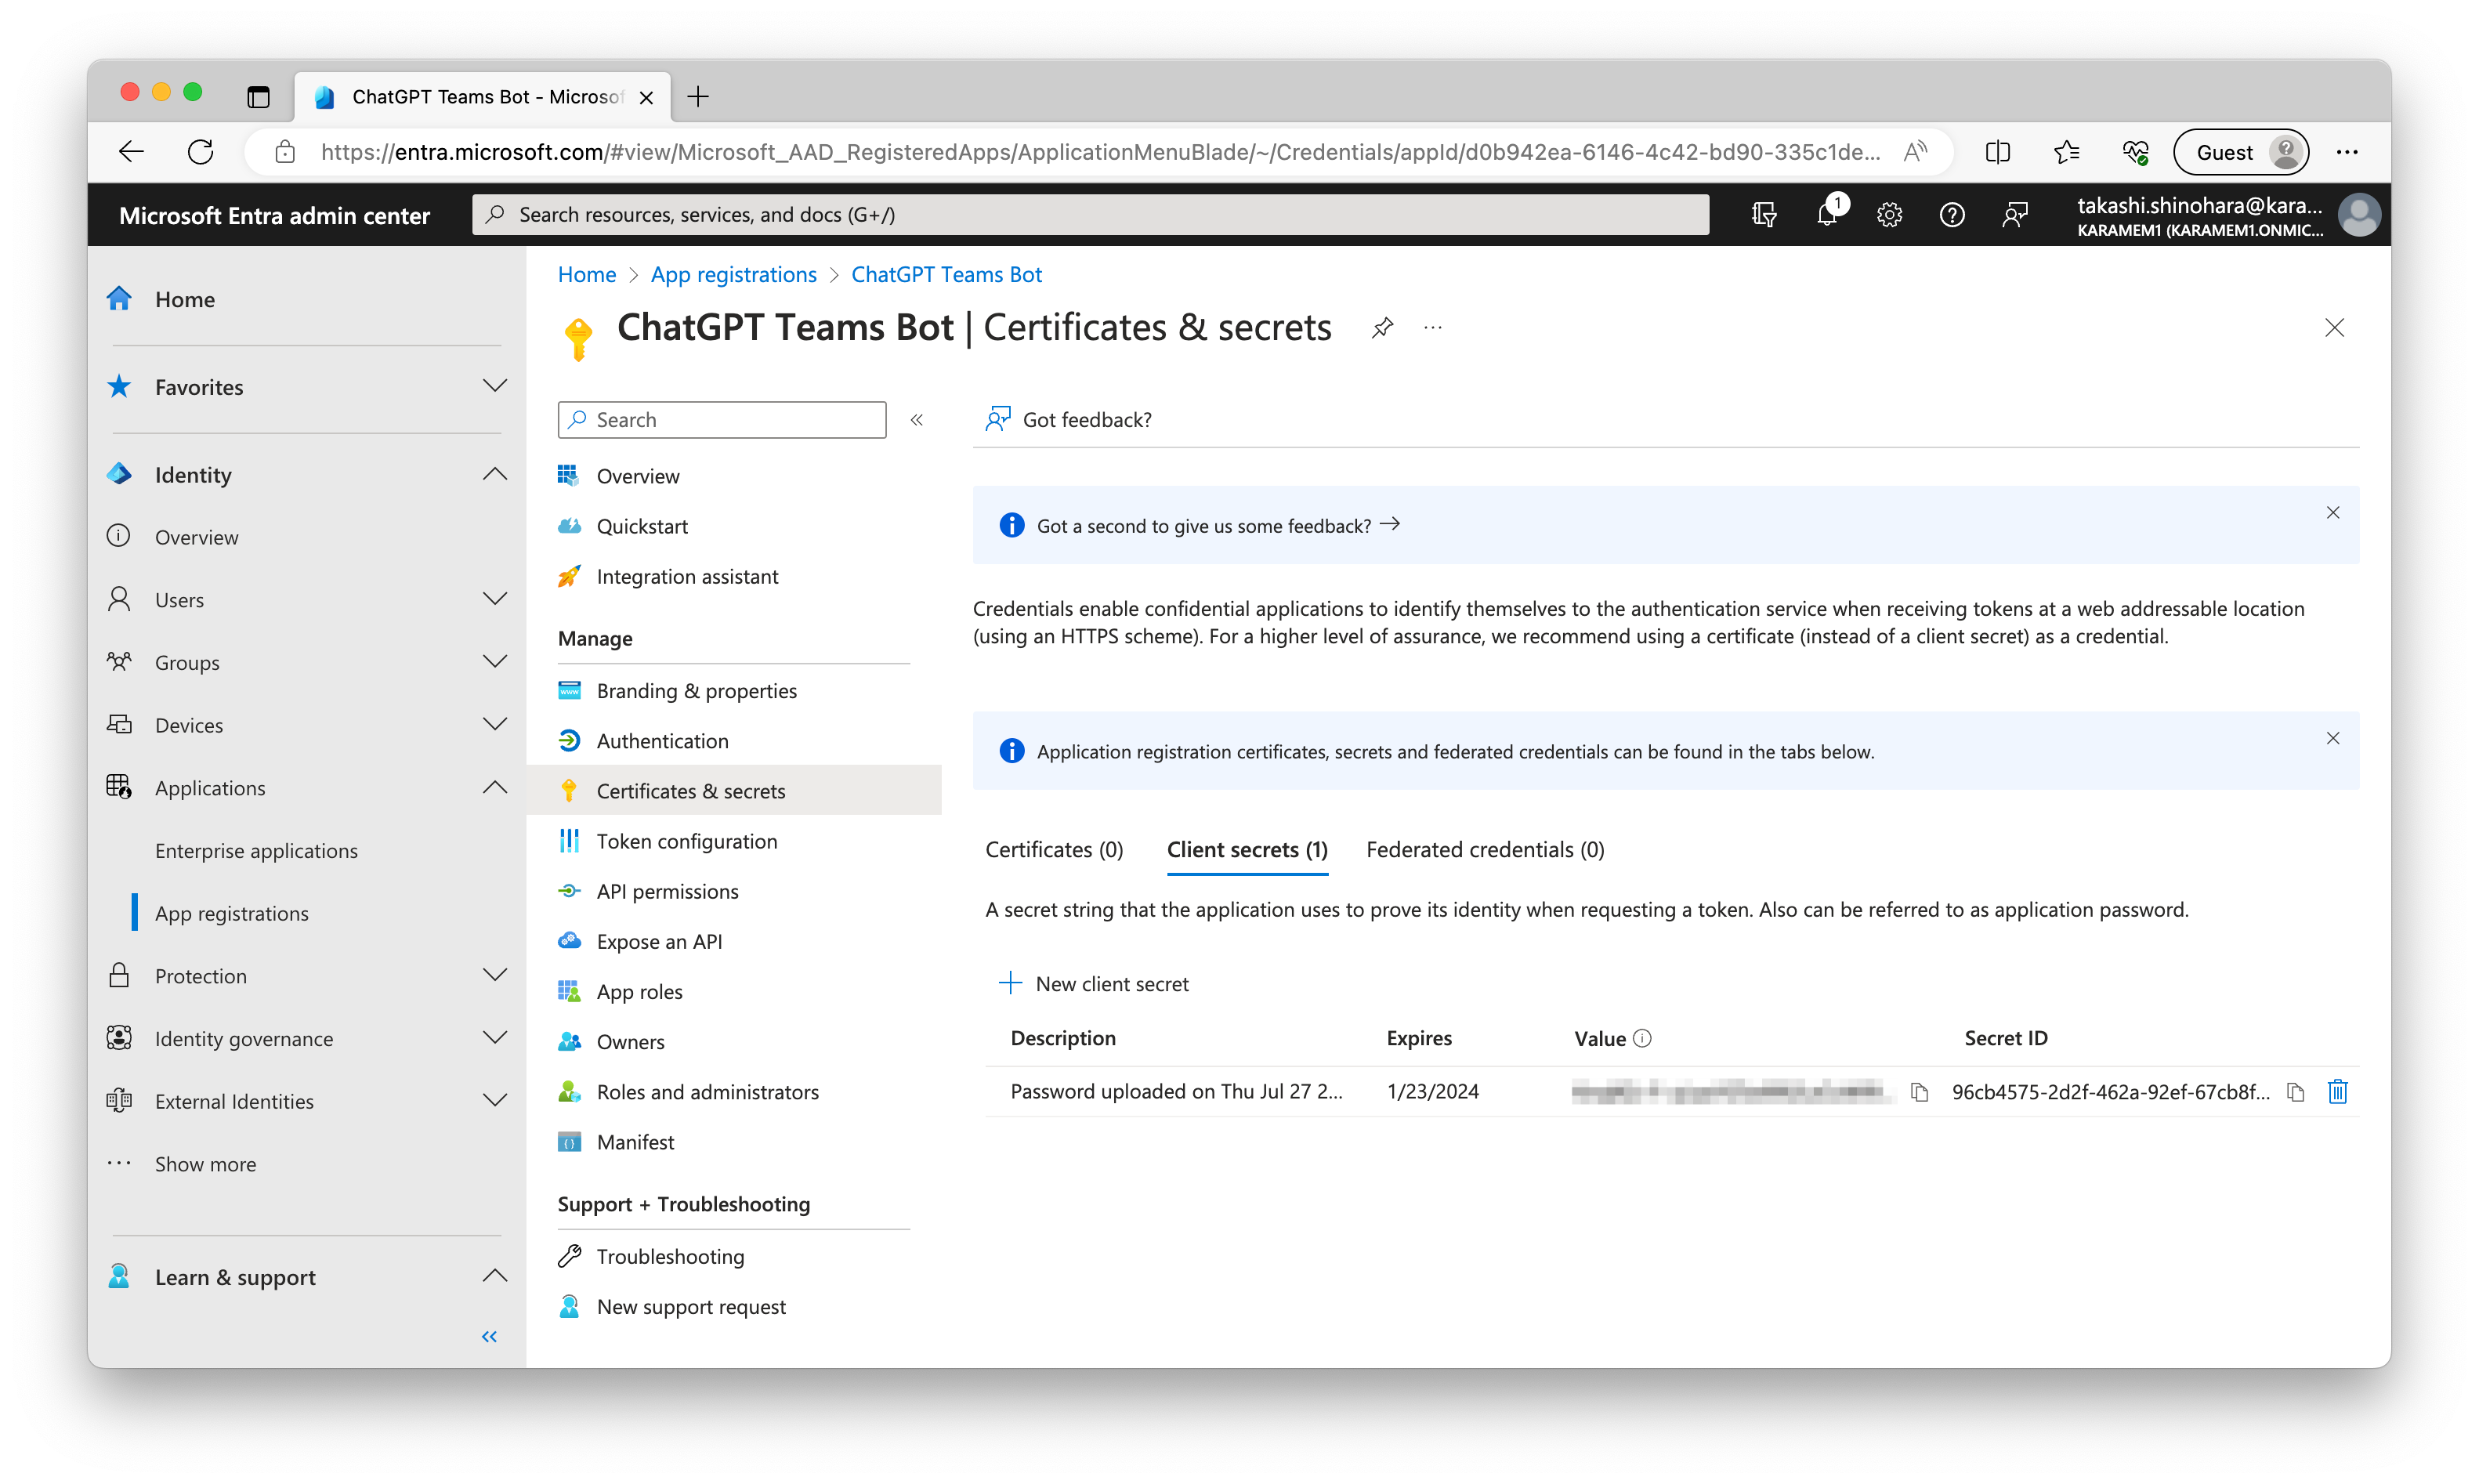 ChatGPT Teams Bot - Microsof
https://entra.microsoft.com/#view/Microsoft_AAD_RegisteredApps/ApplicationMenuBlade/~/Credentials/appId/d0b942ea-6146-4c42-bd90-335c1de...
Guest
Microsoft Entra admin center
Search resources, services, and docs (G+/)
1
takashi.shinohara@kara...
KARAMEM1 (KARAMEM1.ONMIC...
Home
Favorites
Identity
Overview
Users
Groups
Devices
Applications
Enterprise applications
App registrations
Protection
Identity governance
External Identities
Show more
Learn & support
Home > App registrations > ChatGPT Teams Bot
ChatGPT Teams Bot | Certificates & secrets
Search
Overview
Quickstart
Integration assistant
Manage
Branding & properties
Authentication
Certificates & secrets
Token configuration
API permissions
Expose an API
App roles
Owners
Roles and administrators
Manifest
Support + Troubleshooting
Troubleshooting
New support request
Got feedback?
Got a second to give us some feedback? →
Credentials enable confidential applications to identify themselves to the authentication service when receiving tokens at a web addressable location
(using an HTTPS scheme). For a higher level of assurance, we recommend using a certificate (instead of a client secret) as a credential.
Application registration certificates, secrets and federated credentials can be found in the tabs below.
Certificates (0) Client secrets (1) Federated credentials (0)
A secret string that the application uses to prove its identity when requesting a token. Also can be referred to as application password.
New client secret
Description Expires Value Secret ID
Password uploaded on Thu Jul 27 2... 1/23/2024 96cb4575-2d2f-462a-92ef-67cb8f...